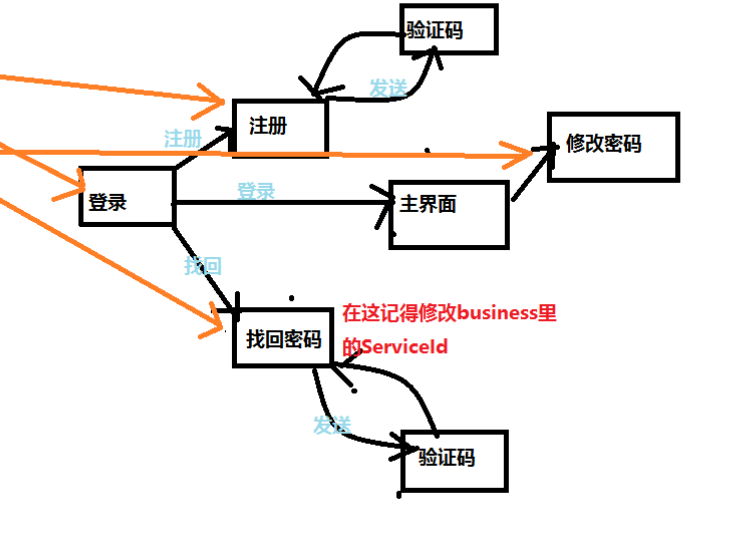 验证码
发送
注册
注册
修改密码
登录
登录
主界面
找回
找回密码
在这记得修改business里
的ServiceId
发送
验证码